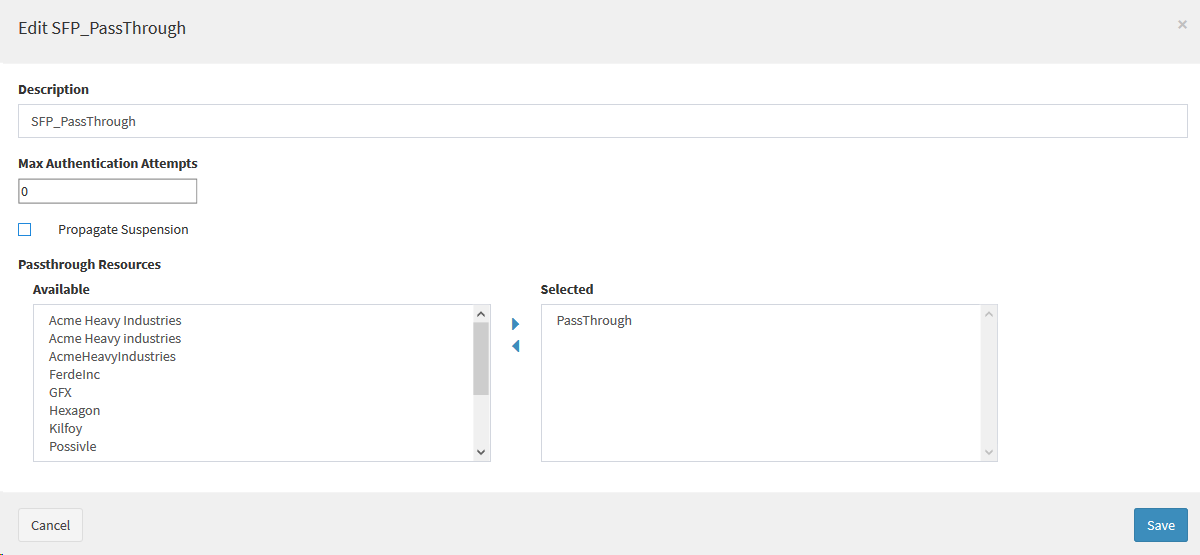 Edit SFP_PassThrough
×
Description
SFP_PassThrough
Max Authentication Attempts
0
Propagate Suspension
Passthrough Resources
Available
Acme Heavy Industries
Acme Heavy industries
AcmeHeavyIndustries
FerdeInc
GFX
Hexagon
Kilfoy
Possivle
Selected
PassThrough
Cancel
Save